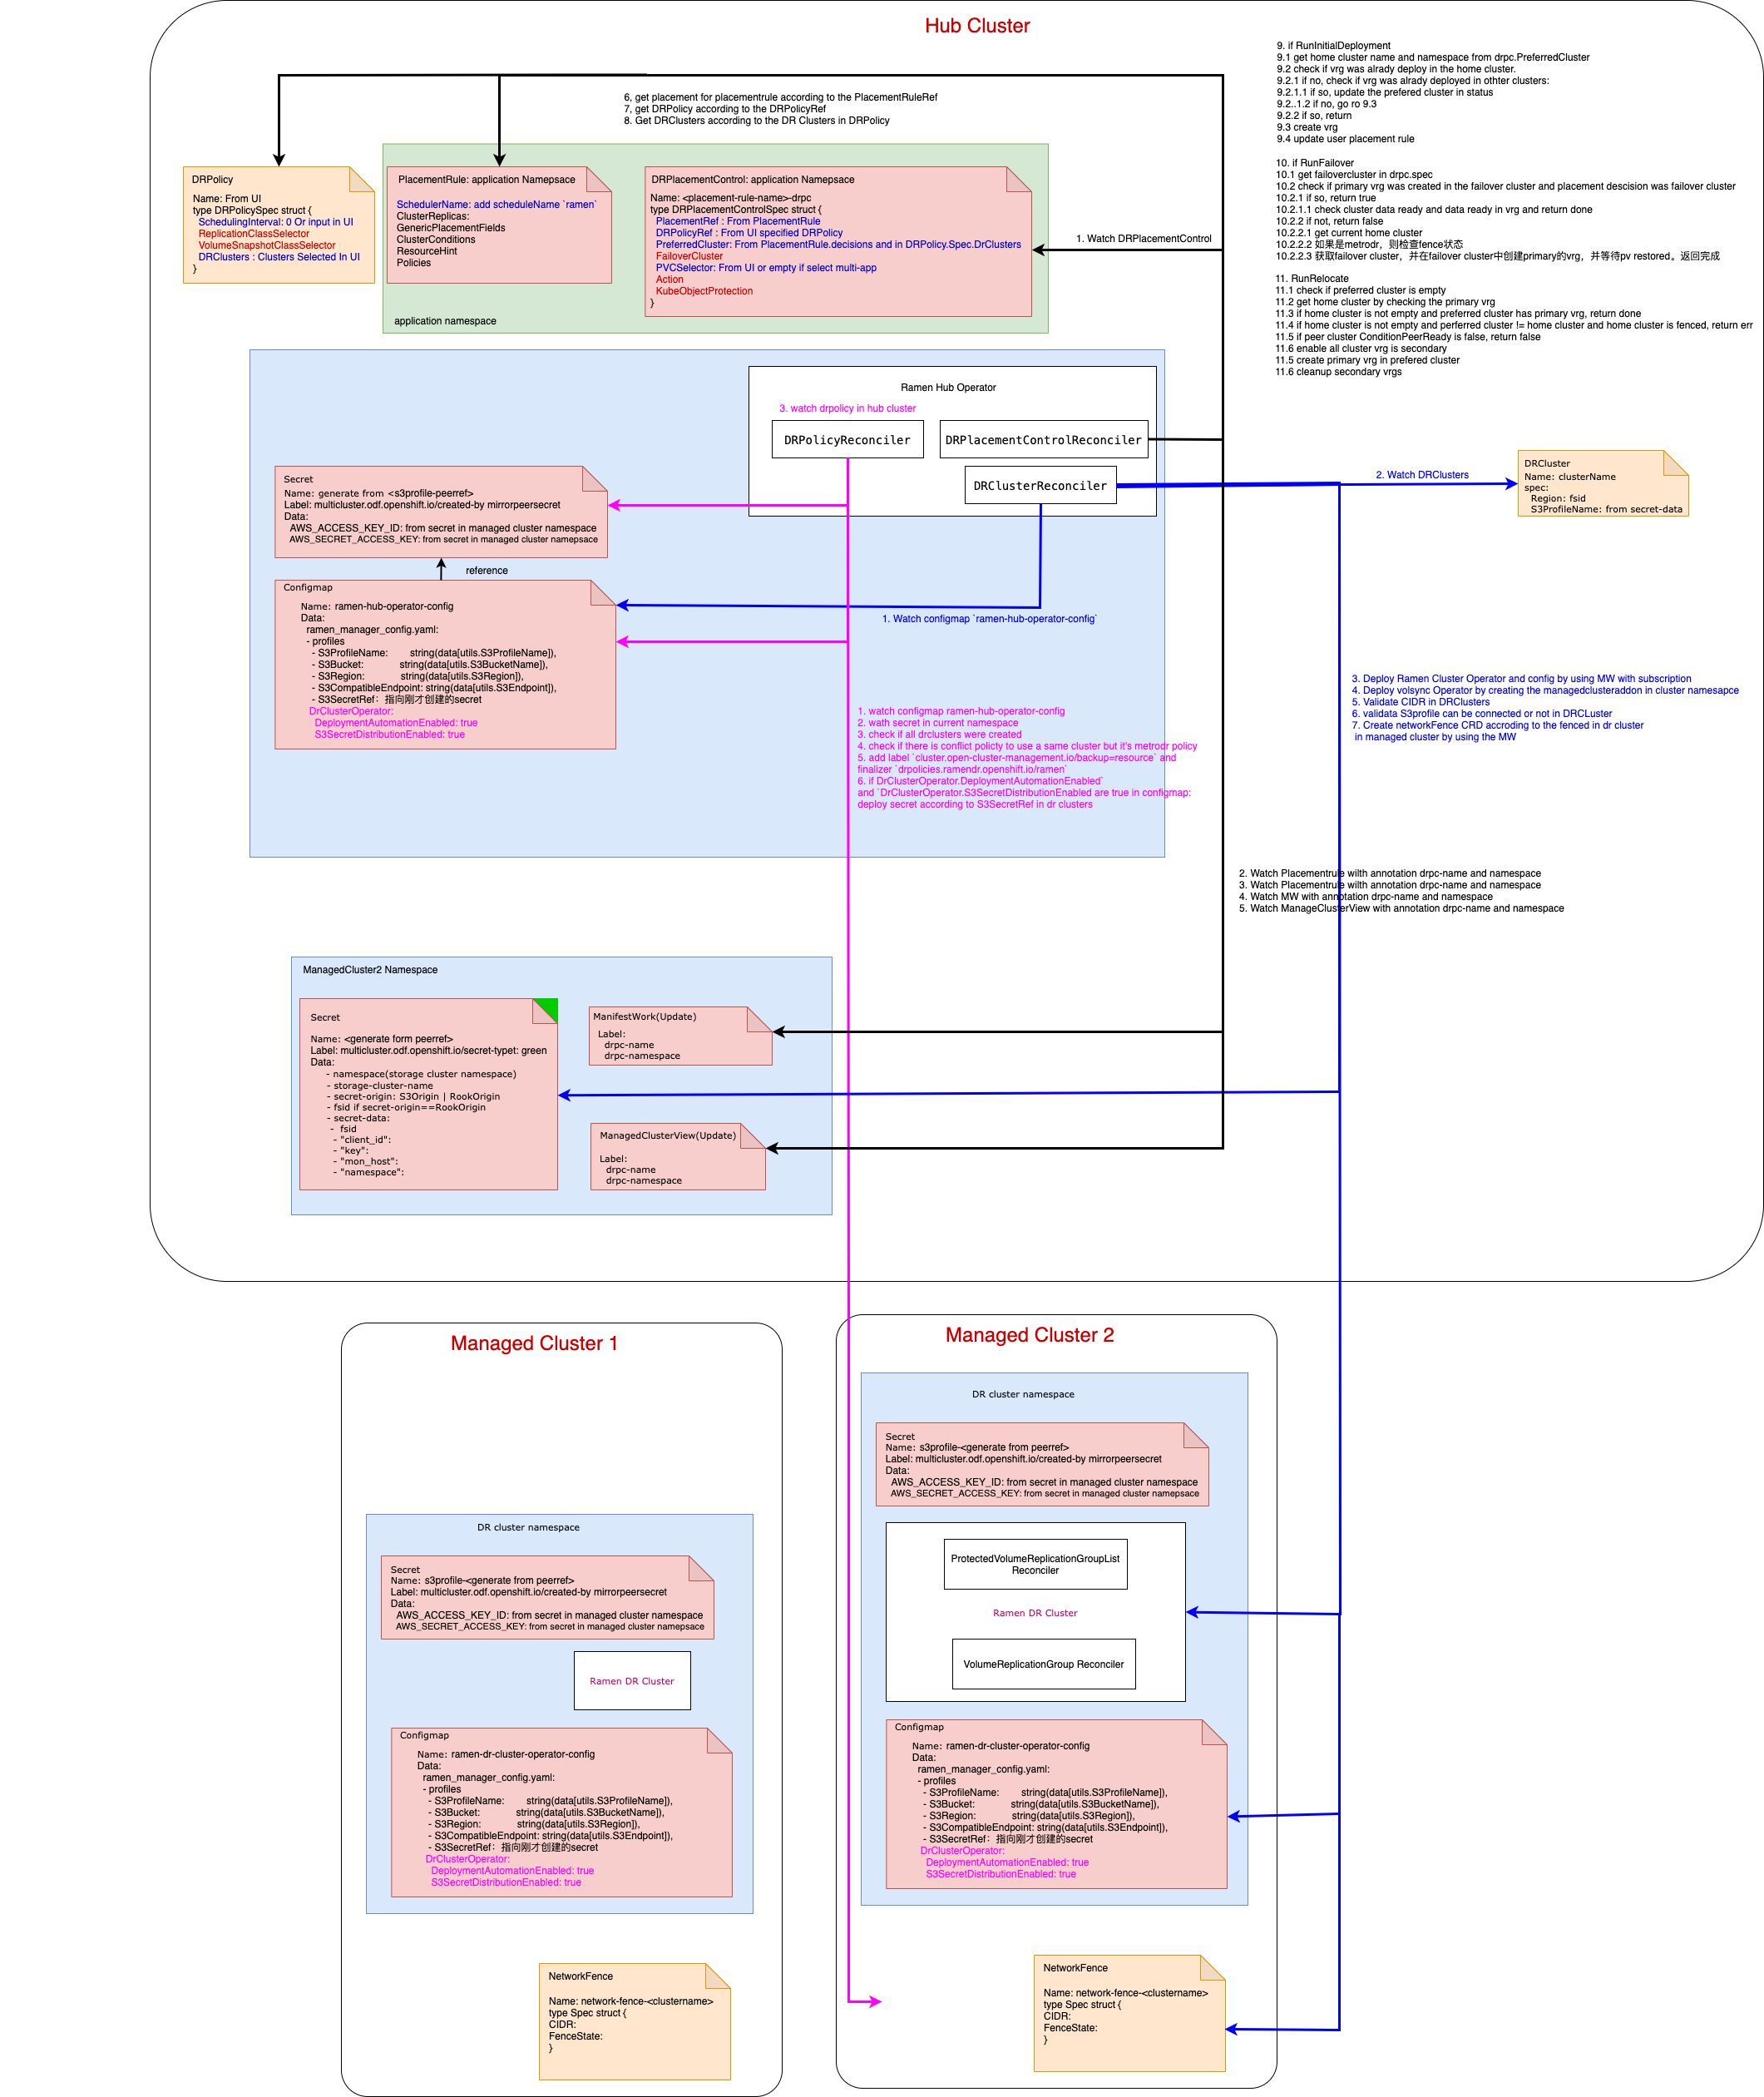 Hub Cluster
9. if RunInitialDeployment
9.1 get home cluster name and namespace from drpc.PreferredCluster
9.2 check if vrg was alrady deploy in the home cluster.
9.2.1 if no, check if vrg was alrady deployed in othter clusters:
9.2.1.1 if so, update the prefered cluster in status
9.2..1.2 if no, go ro 9.3
9.2.2 if so, return
9.3 create vrg
9.4 update user placement rule
10. if RunFailover
10.1 get failovercluster in drpc.spec
10.2 check if primary vrg was created in the failover cluster and placement descision was failover cluster
10.2.1 if so, return true
10.2.1.1 check cluster data ready and data ready in vrg and return done
10.2.2 if not, return false
10.2.2.1 get current home cluster
10.2.2.2 如果是metrodr，则检查fence状态
10.2.2.3 获取failover cluster，并在failover cluster中创建primary的vrg，并等待pv restored。返回完成
11. RunRelocate
11.1 check if preferred cluster is empty
11.2 get home cluster by checking the primary vrg
11.3 if home cluster is not empty and preferred cluster has primary vrg, return done
11.4 if home cluster is not empty and perferred cluster != home cluster and home cluster is fenced, return err
11.5 if peer cluster ConditionPeerReady is false, return false
11.6 enable all cluster vrg is secondary
11.5 create primary vrg in prefered cluster
11.6 cleanup secondary vrgs
6, get placement for placementrule according to the PlacementRuleRef
7, get DRPolicy according to the DRPolicyRef
8. Get DRClusters according to the DR Clusters in DRPolicy
DRPolicy
Name: From UI
type DRPolicySpec struct {
SchedulingInterval: 0 Or input in UI
ReplicationClassSelector
VolumeSnapshotClassSelector
DRClusters : Clusters Selected In UI
}
PlacementRule: application Namepsace
SchedulerName: add scheduleName `ramen`
ClusterReplicas:
GenericPlacementFields
ClusterConditions
ResourceHint
Policies
DRPlacementControl: application Namepsace
Name: <placement-rule-name>-drpc
type DRPlacementControlSpec struct {
PlacementRef : From PlacementRule
DRPolicyRef : From UI specified DRPolicy
PreferredCluster: From PlacementRule.decisions and in DRPolicy.Spec.DrClusters
FailoverCluster
PVCSelector: From UI or empty if select multi-app
Action
KubeObjectProtection
}
application namespace
1. Watch DRPlacementControl
Ramen Hub Operator
3. watch drpolicy in hub cluster
DRPolicyReconciler
DRPlacementControlReconciler
DRClusterReconciler
2. Watch DRClusters
DRCluster
Name: clusterName
spec:
Region: fsid
S3ProfileName: from secret-data
Secret
Name: generate from <s3profile-peerref>
Label: multicluster.odf.openshift.io/created-by mirrorpeersecret
Data:
AWS_ACCESS_KEY_ID: from secret in managed cluster namespace
AWS_SECRET_ACCESS_KEY: from secret in managed cluster namepsace
reference
Configmap
Name: ramen-hub-operator-config
Data:
ramen_manager_config.yaml:
- profiles
- S3ProfileName: string(data[utils.S3ProfileName]),
- S3Bucket: string(data[utils.S3BucketName]),
- S3Region: string(data[utils.S3Region]),
- S3CompatibleEndpoint: string(data[utils.S3Endpoint]),
- S3SecretRef：指向刚才创建的secret
DrClusterOperator:
DeploymentAutomationEnabled: true
S3SecretDistributionEnabled: true
1. Watch configmap `ramen-hub-operator-config`
1. watch configmap ramen-hub-operator-config
2. wath secret in current namespace
3. check if all drclusters were created
4. check if there is conflict policty to use a same cluster but it's metrodr policy
5. add label `cluster.open-cluster-management.io/backup=resource` and
finalizer `drpolicies.ramendr.openshift.io/ramen`
6. if DrClusterOperator.DeploymentAutomationEnabled`
and `DrClusterOperator.S3SecretDistributionEnabled are true in configmap:
deploy secret according to S3SecretRef in dr clusters
3. Deploy Ramen Cluster Operator and config by using MW with subscription
4. Deploy volsync Operator by creating the managedclusteraddon in cluster namesapce
5. Validate CIDR in DRClusters
6. validata S3profile can be connected or not in DRCLuster
7. Create networkFence CRD accroding to the fenced in dr cluster
in managed cluster by using the MW
2. Watch Placementrule wilth annotation drpc-name and namespace
3. Watch Placementrule wilth annotation drpc-name and namespace
4. Watch MW with annotation drpc-name and namespace
5. Watch ManageClusterView with annotation drpc-name and namespace
ManagedCluster2 Namespace
Secret
Name: <generate form peerref>
Label: multicluster.odf.openshift.io/secret-typet: green
Data:
- namespace(storage cluster namespace)
- storage-cluster-name
- secret-origin: S3Origin | RookOrigin
- fsid if secret-origin==RookOrigin
- secret-data:
- fsid
- "client_id":
- "key":
- "mon_host":
- "namespace":
ManifestWork(Update)
Label:
drpc-name
drpc-namespace
ManagedClusterView(Update)
Label:
drpc-name
drpc-namespace
Managed Cluster 1
DR cluster namespace
Secret
Name: s3profile-<generate from peerref>
Label: multicluster.odf.openshift.io/created-by mirrorpeersecret
Data:
AWS_ACCESS_KEY_ID: from secret in managed cluster namespace
AWS_SECRET_ACCESS_KEY: from secret in managed cluster namepsace
Ramen DR Cluster
Configmap
Name: ramen-dr-cluster-operator-config
Data:
ramen_manager_config.yaml:
- profiles
- S3ProfileName: string(data[utils.S3ProfileName]),
- S3Bucket: string(data[utils.S3BucketName]),
- S3Region: string(data[utils.S3Region]),
- S3CompatibleEndpoint: string(data[utils.S3Endpoint]),
- S3SecretRef：指向刚才创建的secret
DrClusterOperator:
DeploymentAutomationEnabled: true
S3SecretDistributionEnabled: true
NetworkFence
Name: network-fence-<clustername>
type Spec struct {
CIDR:
FenceState:
}
Managed Cluster 2
DR cluster namespace
Secret
Name: s3profile-<generate from peerref>
Label: multicluster.odf.openshift.io/created-by mirrorpeersecret
Data:
AWS_ACCESS_KEY_ID: from secret in managed cluster namespace
AWS_SECRET_ACCESS_KEY: from secret in managed cluster namepsace
ProtectedVolumeReplicationGroupList
Reconciler
Ramen DR Cluster
VolumeReplicationGroup Reconciler
Configmap
Name: ramen-dr-cluster-operator-config
Data:
ramen_manager_config.yaml:
- profiles
- S3ProfileName: string(data[utils.S3ProfileName]),
- S3Bucket: string(data[utils.S3BucketName]),
- S3Region: string(data[utils.S3Region]),
- S3CompatibleEndpoint: string(data[utils.S3Endpoint]),
- S3SecretRef：指向刚才创建的secret
DrClusterOperator:
DeploymentAutomationEnabled: true
S3SecretDistributionEnabled: true
NetworkFence
Name: network-fence-<clustername>
type Spec struct {
CIDR:
FenceState:
}